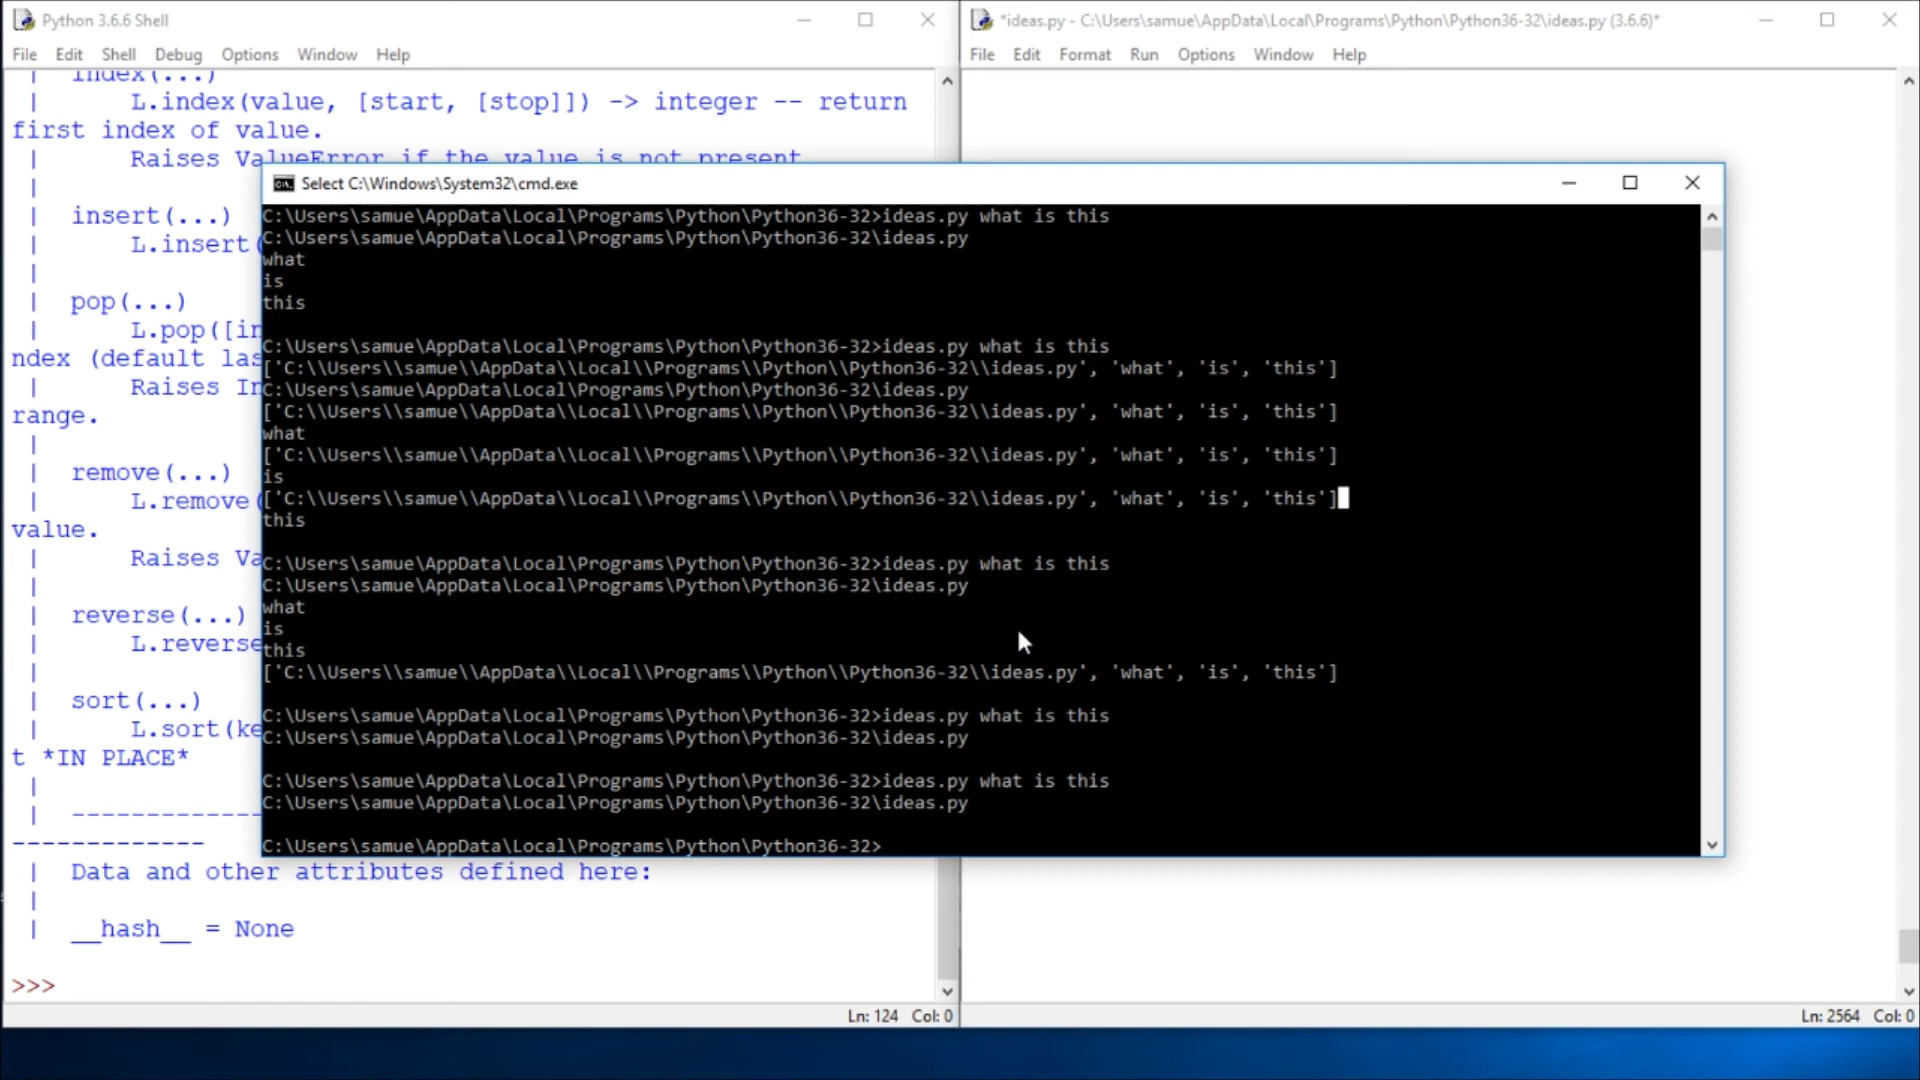 Python 3.6.6 Shell
File Edit Shell Debug Options Window Help
| index(...)
| L.index(value, [start, [stop]]) -> integer -- return
first index of value.
| Raises ValueError if the value is not present
|
| insert(...)
| L.insert(
|
| pop(...)
| L.pop([in
ndex (default las
| Raises In
range.
|
| remove(...)
| L.remove(
value.
| Raises Va
|
| reverse(...)
| L.reverse
|
| sort(...)
| L.sort(ke
t *IN PLACE*
|
| -------------
-------------
| Data and other attributes defined here:
|
| __hash__ = None
>>>
Ln: 124 Col: 0
*ideas.py - C:\Users\samue\AppData\Local\Programs\Python\Python36-32\ideas.py (3.6.6)*
File Edit Format Run Options Window Help
Ln: 2564 Col: 0
Select C:\Windows\System32\cmd.exe
C:\Users\samue\AppData\Local\Programs\Python\Python36-32>ideas.py what is this
C:\Users\samue\AppData\Local\Programs\Python\Python36-32\ideas.py
what
is
this
C:\Users\samue\AppData\Local\Programs\Python\Python36-32>ideas.py what is this
['C:\\Users\\samue\\AppData\\Local\\Programs\\Python\\Python36-32\\ideas.py', 'what', 'is', 'this']
C:\Users\samue\AppData\Local\Programs\Python\Python36-32\ideas.py
['C:\\Users\\samue\\AppData\\Local\\Programs\\Python\\Python36-32\\ideas.py', 'what', 'is', 'this']
what
['C:\\Users\\samue\\AppData\\Local\\Programs\\Python\\Python36-32\\ideas.py', 'what', 'is', 'this']
is
['C:\\Users\\samue\\AppData\\Local\\Programs\\Python\\Python36-32\\ideas.py', 'what', 'is', 'this']
this
C:\Users\samue\AppData\Local\Programs\Python\Python36-32>ideas.py what is this
C:\Users\samue\AppData\Local\Programs\Python\Python36-32\ideas.py
what
is
this
['C:\\Users\\samue\\AppData\\Local\\Programs\\Python\\Python36-32\\ideas.py', 'what', 'is', 'this']
C:\Users\samue\AppData\Local\Programs\Python\Python36-32>ideas.py what is this
C:\Users\samue\AppData\Local\Programs\Python\Python36-32\ideas.py
C:\Users\samue\AppData\Local\Programs\Python\Python36-32>ideas.py what is this
C:\Users\samue\AppData\Local\Programs\Python\Python36-32\ideas.py
C:\Users\samue\AppData\Local\Programs\Python\Python36-32>